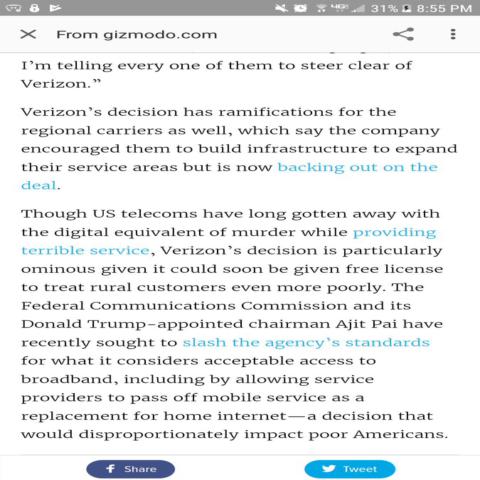 4G 31% 8:55 PM
From gizmodo.com
I'm telling every one of them to steer clear of
Verizon.”
Verizon’s decision has ramifications for the
regional carriers as well, which say the company
encouraged them to build infrastructure to expand
their service areas but is now backing out on the
deal.
Though US telecoms have long gotten away with
the digital equivalent of murder while providing
terrible service, Verizon’s decision is particularly
ominous given it could soon be given free license
to treat rural customers even more poorly. The
Federal Communications Commission and its
Donald Trump-appointed chairman Ajit Pai have
recently sought to slash the agency’s standards
for what it considers acceptable access to
broadband, including by allowing service
providers to pass off mobile service as a
replacement for home internet—a decision that
would disproportionately impact poor Americans.
Share
Tweet